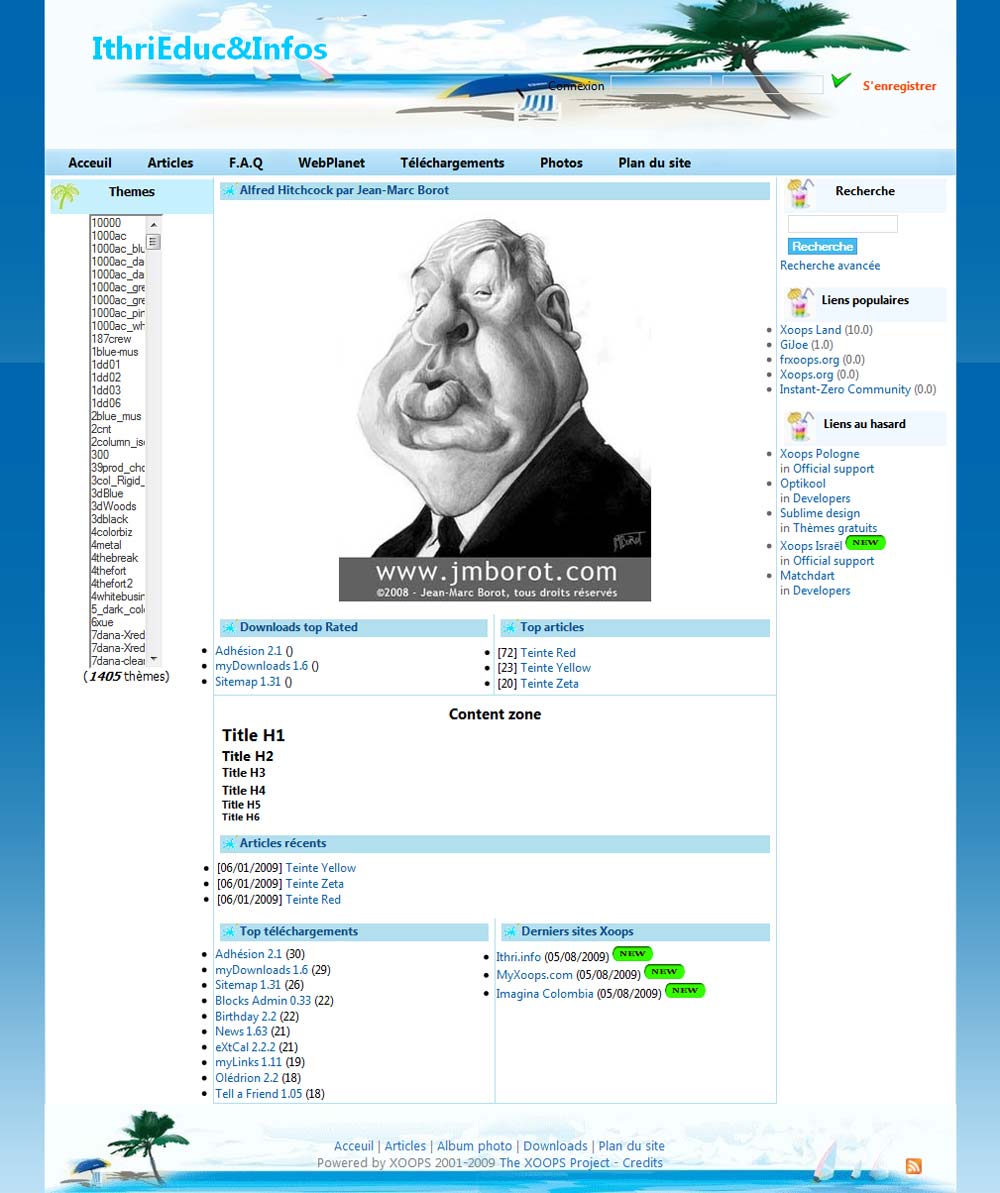 IthriEduc&Infos
Connexion
S'enregistrer
Acceuil Articles F.A.Q WebPlanet Téléchargements Photos Plan du site
Themes
10000
1000ac
1000ac_blu
1000ac_da
1000ac_da
1000ac_gre
1000ac_gre
1000ac_pin
1000ac_wh
187crew
1blue-mus
1dd01
1dd02
1dd03
1dd06
2blue_mus
2cnt
2column_iso
300
39prod_cho
3col_Rigid_
3dBlue
3dWoods
3dblack
4colorbiz
4metal
4thebreak
4thefort
4thefort2
4whitebusin
5_dark_colo
6xue
7dana-Xred
7dana-Xred
7dana-clear
(1405 thèmes)
Alfred Hitchcock par Jean-Marc Borot
JMBorot
www.jmborot.com
©2008 - Jean-Marc Borot, tous droits réservés
Downloads top Rated
Adhésion 2.1 ()
myDownloads 1.6 ()
Sitemap 1.31 ()
Top articles
[72] Teinte Red
[23] Teinte Yellow
[20] Teinte Zeta
Content zone
Title H1
Title H2
Title H3
Title H4
Title H5
Title H6
Articles récents
[06/01/2009] Teinte Yellow
[06/01/2009] Teinte Zeta
[06/01/2009] Teinte Red
Top téléchargements
Adhésion 2.1 (30)
myDownloads 1.6 (29)
Sitemap 1.31 (26)
Blocks Admin 0.33 (22)
Birthday 2.2 (22)
News 1.63 (21)
eXtCal 2.2.2 (21)
myLinks 1.11 (19)
Olédrion 2.2 (18)
Tell a Friend 1.05 (18)
Derniers sites Xoops
Ithri.info (05/08/2009) NEW
MyXoops.com (05/08/2009) NEW
Imagina Colombia (05/08/2009) NEW
Recherche
Recherche
Recherche avancée
Liens populaires
Xoops Land (10.0)
GiJoe (1.0)
frxoops.org (0.0)
Xoops.org (0.0)
Instant-Zero Community (0.0)
Liens au hasard
Xoops Pologne
in Official support
Optikool
in Developers
Sublime design
in Thèmes gratuits
Xoops Israël NEW
in Official support
Matchdart
in Developers
Acceuil | Articles | Album photo | Downloads | Plan du site
Powered by XOOPS 2001-2009 The XOOPS Project - Credits